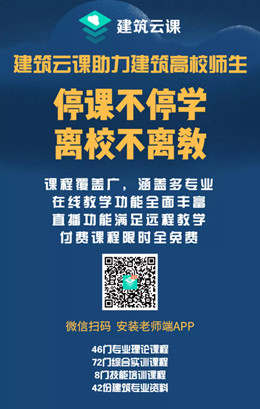 建筑云课
建筑云课助力建筑高校师生
停课不停学
离校不离教
课程覆盖广，涵盖多专业
在线教学功能全面丰富
直播功能满足远程教学
付费课程限时全免费
微信扫码 安装老师端APP
46门专业理论课程
72门综合实训课程
8门技能培训课程
42份建筑专业资料